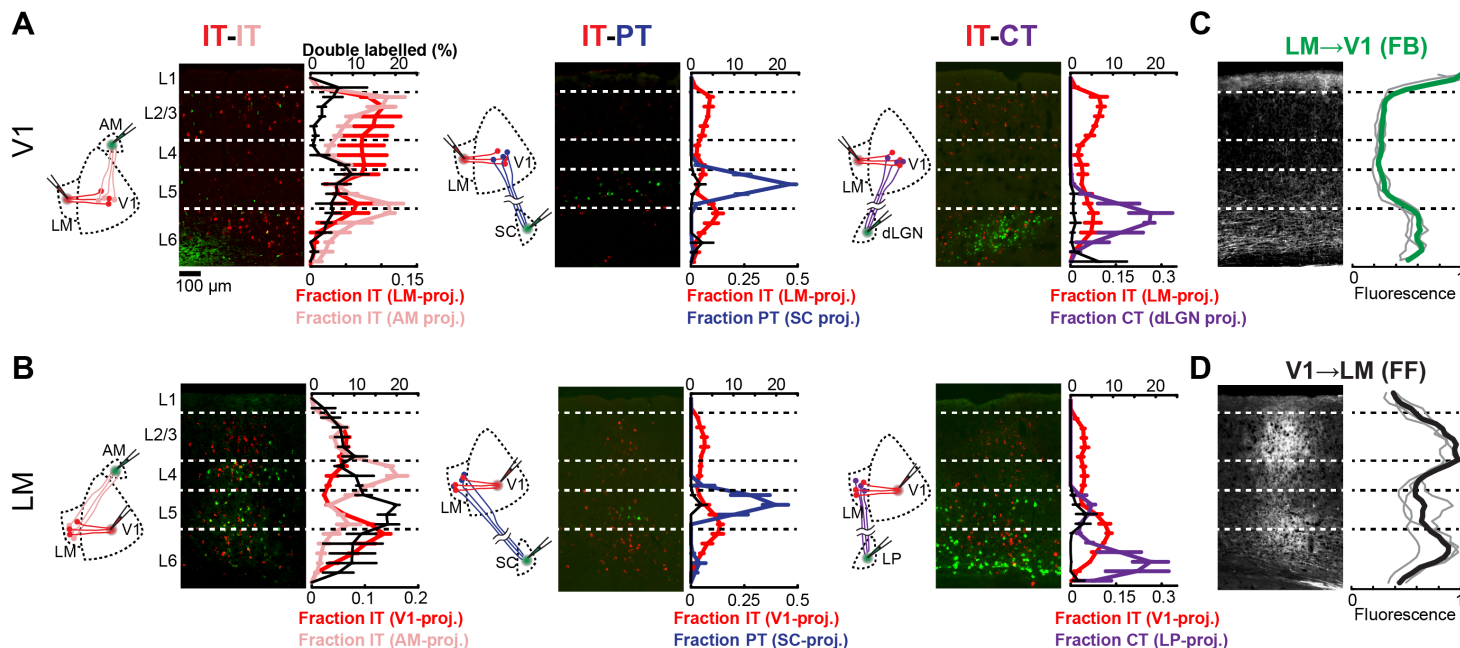 A
V1
IT-IT
Double labelled (%)
0 10 20
L1
L2/3
L4
L5
L6
AM
LM
V1
100 µm
0 0.15
Fraction IT (LM-proj.)
Fraction IT (AM proj.)
IT-PT
0 10 20
V1
LM
SC
0 0.25 0.5
Fraction IT (LM-proj.)
Fraction PT (SC proj.)
IT-CT
0 10 20
V1
LM
dLGN
0 0.15 0.3
Fraction IT (LM-proj.)
Fraction CT (dLGN proj.)
C
LM→V1 (FB)
0 1
Fluorescence
B
LM
0 10 20
L1
L2/3
L4
L5
L6
AM
V1
LM
0 0.1 0.2
Fraction IT (V1-proj.)
Fraction IT (AM-proj.)
0 10 20
V1
LM
SC
0 0.25 0.5
Fraction IT (V1-proj.)
Fraction PT (SC-proj.)
0 10 20
V1
LM
LP
0 0.15 0.3
Fraction IT (V1-proj.)
Fraction CT (LP-proj.)
D
V1→LM (FF)
0 1
Fluorescence